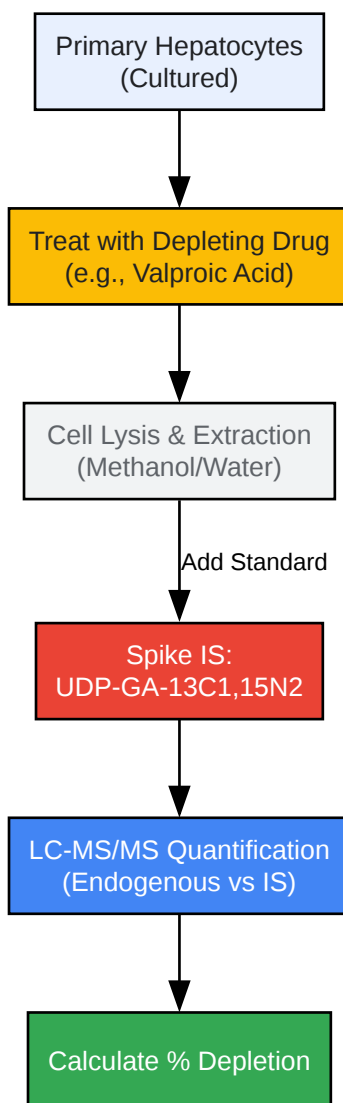 Primary Hepatocytes
(Cultured)
Treat with Depleting Drug
(e.g., Valproic Acid)
Cell Lysis & Extraction
(Methanol/Water)
Add Standard
Spike IS:
UDP-GA-13C1,15N2
LC-MS/MS Quantification
(Endogenous vs IS)
Calculate % Depletion